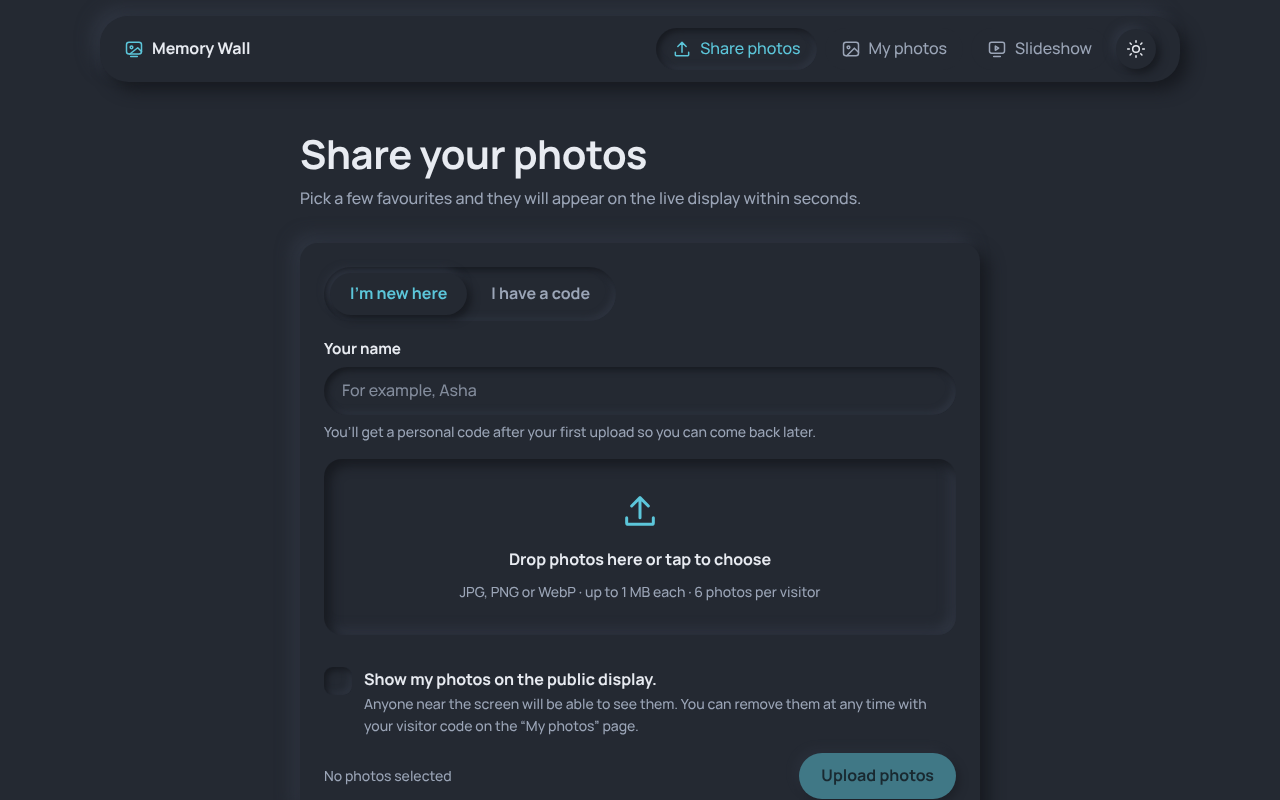 Memory Wall
Share photos
My photos
Slideshow
Share your photos
Pick a few favourites and they will appear on the live display within seconds.
I'm new here
I have a code
Your name
For example, Asha
You'll get a personal code after your first upload so you can come back later.
Drop photos here or tap to choose
JPG, PNG or WebP · up to 1 MB each · 6 photos per visitor
Show my photos on the public display.
Anyone near the screen will be able to see them. You can remove them at any time with
your visitor code on the “My photos” page.
No photos selected
Upload photos